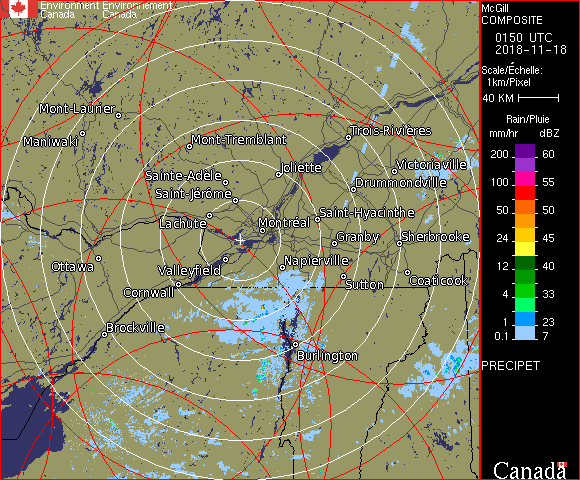 Environment Environnement
Canada Canada
McGill
COMPOSITE
0150 UTC
2018-11-18
Scale/Échelle:
1km/Pixel
40 KM
Rain/Pluie
mm/hr dBZ
200 60
100 55
50 50
24 45
12 40
4 33
1 23
0.1 7
PRECIPET
Canada
Mont-Laurier
Maniwaki
Mont-Tremblant
Trois-Rivières
Sainte-Adèle
Joliette
Victoriaville
Saint-Jérôme
Drummondville
Lachute
Montréal
Saint-Hyacinthe
Granby
Sherbrooke
Ottawa
Valleyfield
Napierville
Cornwall
Sutton
Coaticook
Brockville
Burlington